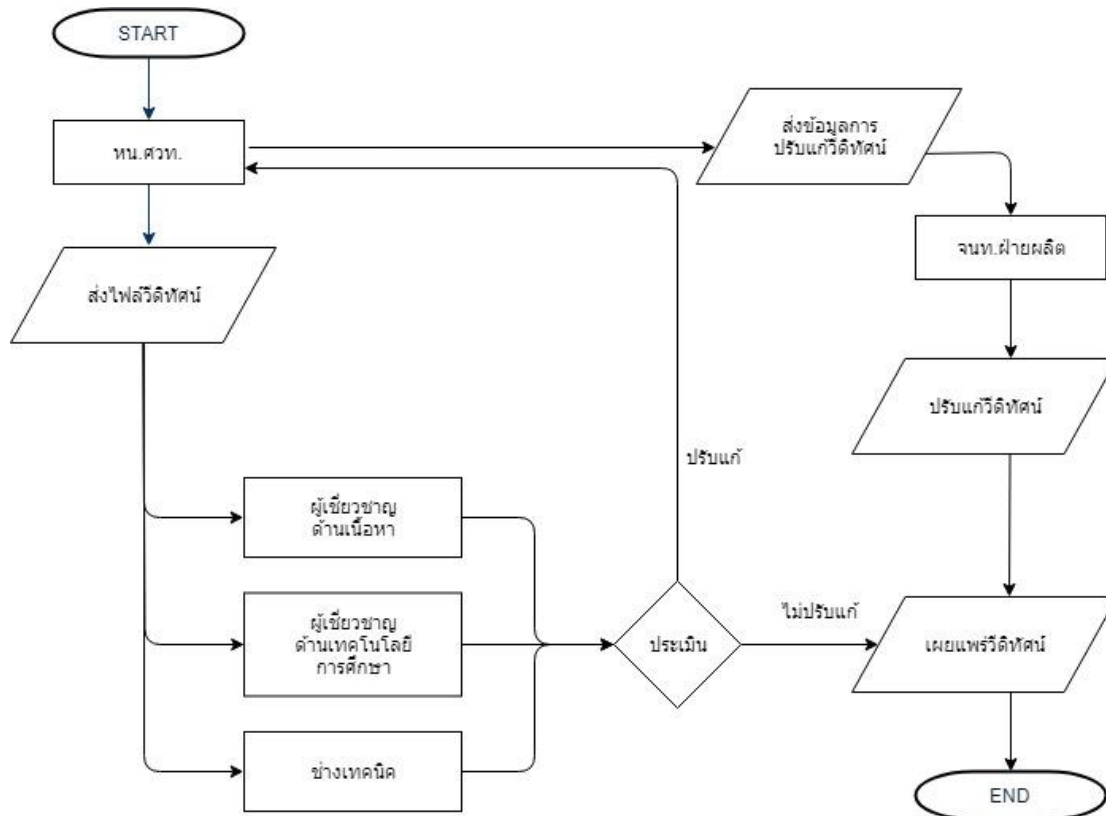 START
หน.ศวท.
ส่งข้อมูลการ
ปรับแก้วีดิทัศน์
จนท.ฝ่ายผลิต
ส่งไฟล์วีดิทัศน์
ปรับแก้วีดิทัศน์
ปรับแก้
ผู้เชี่ยวชาญ
ด้านเนื้อหา
ผู้เชี่ยวชาญ
ด้านเทคโนโลยี
การศึกษา
ช่างเทคนิค
ประเมิน
ไม่ปรับแก้
เผยแพร่วีดิทัศน์
END